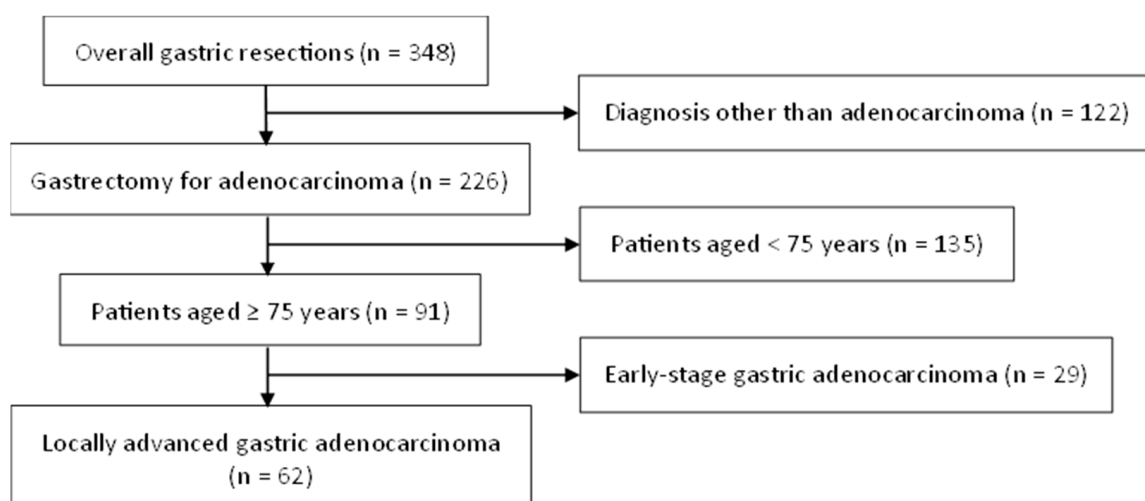 Overall gastric resections (n = 348)
Diagnosis other than adenocarcinoma (n = 122)
Gastrectomy for adenocarcinoma (n = 226)
Patients aged < 75 years (n = 135)
Patients aged ≥ 75 years (n = 91)
Early-stage gastric adenocarcinoma (n = 29)
Locally advanced gastric adenocarcinoma
(n = 62)